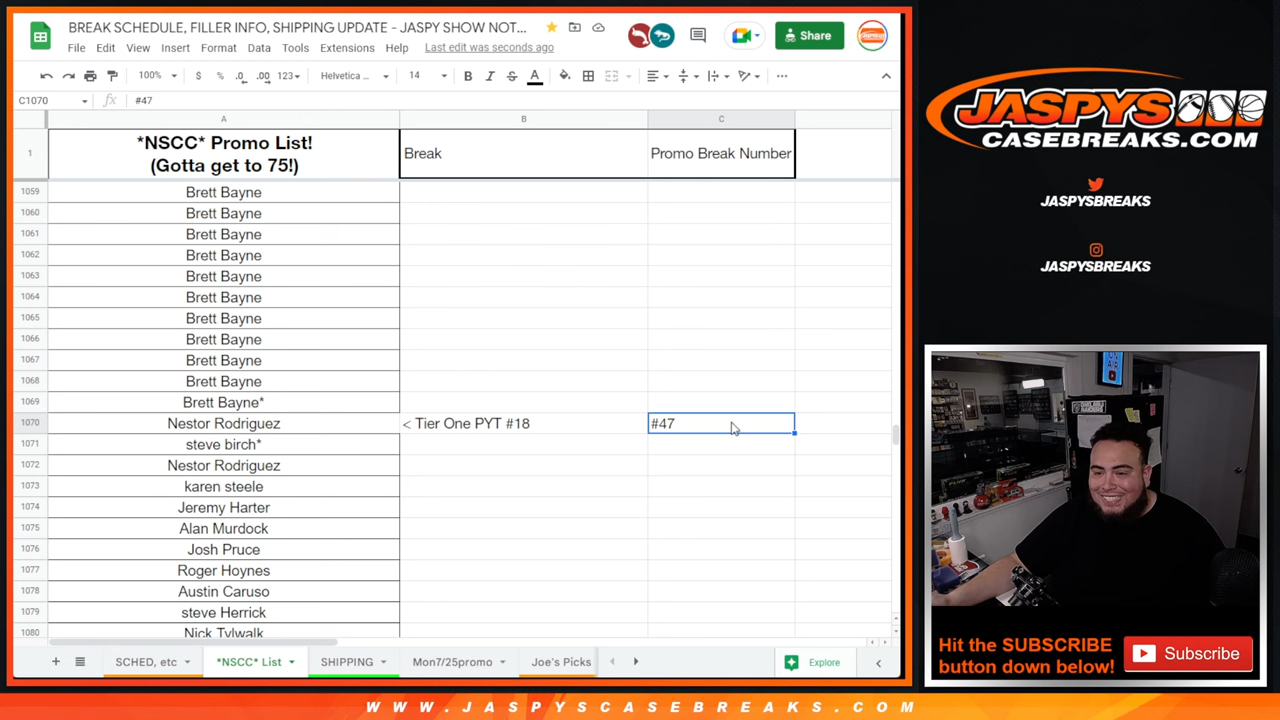 BREAK SCHEDULE, FILLER INFO, SHIPPING UPDATE - JASPY SHOW NOT...
File Edit View Insert Format Data Tools Extensions Help Last edit was seconds ago
Share
100% $ % .0 .00 123 Helvetica ... 14 B I S A
C1070 fx #47
A B C
1 *NSCC* Promo List! (Gotta get to 75!) Break Promo Break Number
1059 Brett Bayne
1060 Brett Bayne
1061 Brett Bayne
1062 Brett Bayne
1063 Brett Bayne
1064 Brett Bayne
1065 Brett Bayne
1066 Brett Bayne
1067 Brett Bayne
1068 Brett Bayne
1069 Brett Bayne*
1070 Nestor Rodriguez < Tier One PYT #18 #47
1071 steve birch*
1072 Nestor Rodriguez
1073 karen steele
1074 Jeremy Harter
1075 Alan Murdock
1076 Josh Pruce
1077 Roger Hoynes
1078 Austin Caruso
1079 steve Herrick
1080 Nick Tylwalk
SCHED, etc *NSCC* List SHIPPING Mon7/25promo Joe's Picks Explore
JASPYS
CASEBREAKS.COM
JASPYSBREAKS
JASPYSBREAKS
Hit the SUBSCRIBE
button down below!
Subscribe
WWW.JASPYSCASEBREAKS.COM